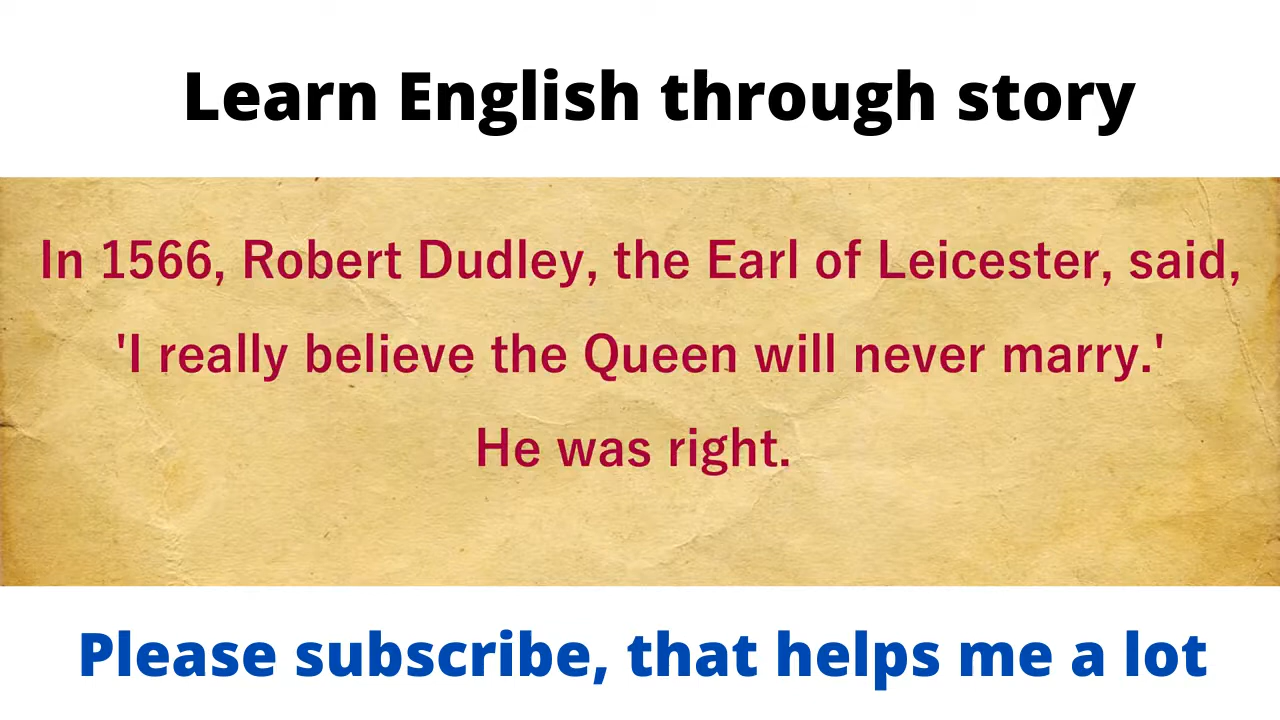 Learn English through story
In 1566, Robert Dudley, the Earl of Leicester, said,
'I really believe the Queen will never marry.'
He was right.
Please subscribe, that helps me a lot